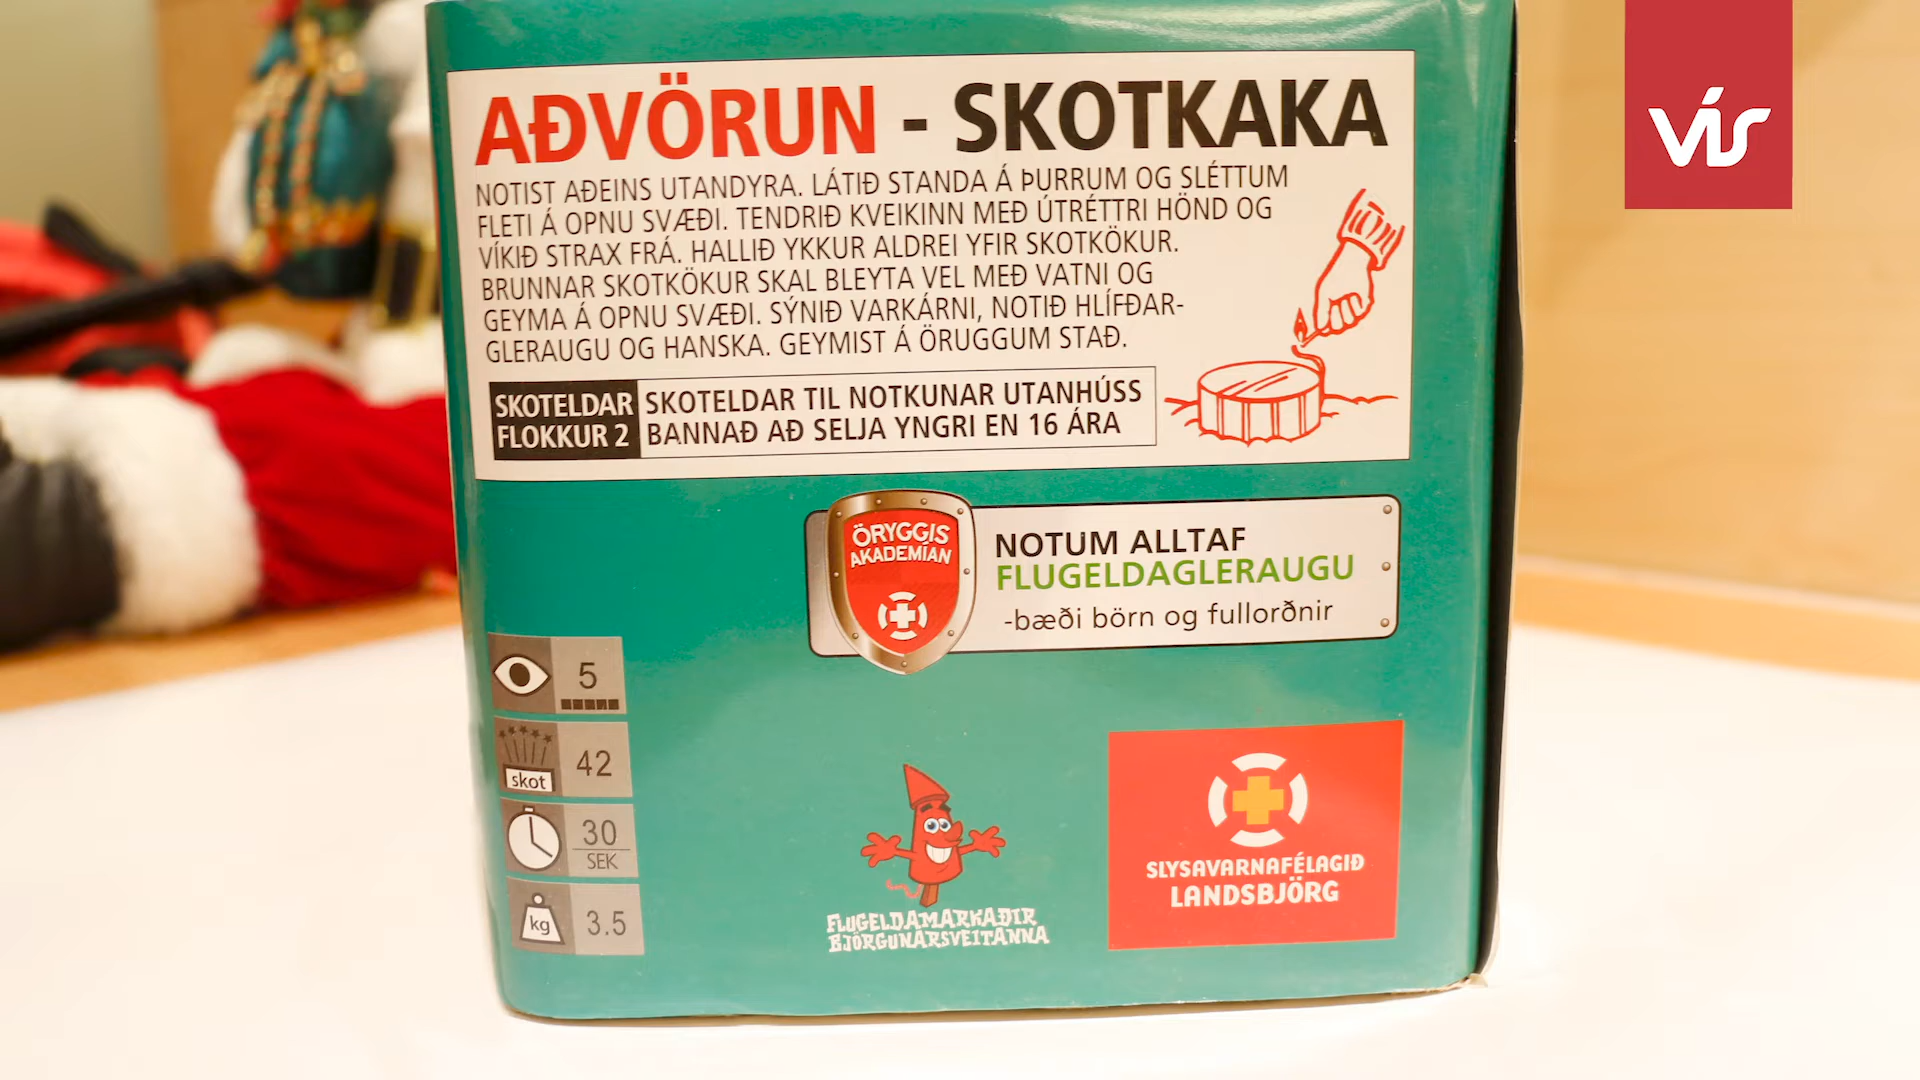 AÐVÖRUN - SKOTKAKA
NOTIST AÐEINS UTANDYRA. LÁTIÐ STANDA Á ÞURRUM OG SLÉTTUM
FLETI Á OPNU SVÆÐI. TENDRIÐ KVEIKINN MEÐ ÚTRÉTTRI HÖND OG
VÍKIÐ STRAX FRÁ. HALLIÐ YKKUR ALDREI YFIR SKOTKÖKUR.
BRUNNAR SKOTKÖKUR SKAL BLEYTA VEL MEÐ VATNI OG
GEYMA Á OPNU SVÆÐI. SÝNIÐ VARKÁRNI, NOTIÐ HLÍFÐAR-
GLERAUGU OG HANSKA. GEYMIST Á ÖRUGGUM STAÐ.
SKOTELDAR
FLOKKUR 2
SKOTELDAR TIL NOTKUNAR UTANHÚSS
BANNAÐ AÐ SELJA YNGRI EN 16 ÁRA
ÖRYGGIS
AKADEMÍAN
NOTUM ALLTAF
FLUGELDAGLERAUGU
-bæði börn og fullorðnir
5
skot 42
30
SEK
kg 3.5
FLUGELDAMARKAÐIR
BJÖRGUNARSVEITANNA
SLYSAVARNAFÉLAGIÐ
LANDSBJÖRG
VÍS